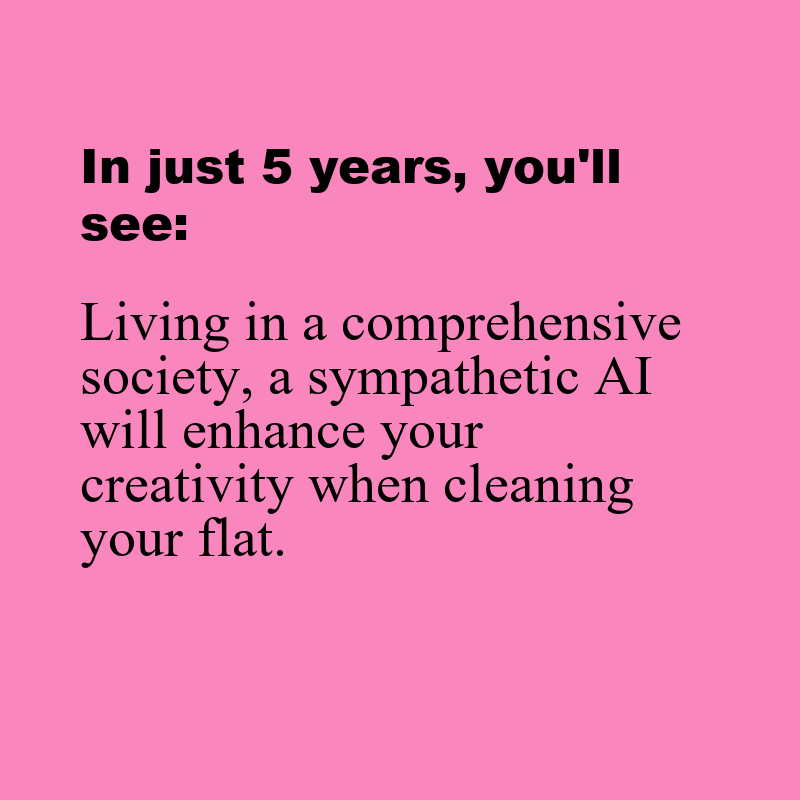 In just 5 years, you'll
see:
Living in a comprehensive
society, a sympathetic AI
will enhance your
creativity when cleaning
your flat.